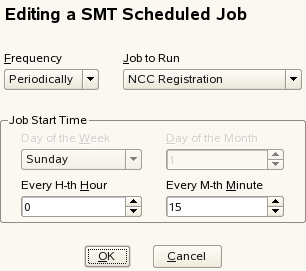 Editing a SMT Scheduled Job
Frequency Job to Run
Periodically NCC Registration
Job Start Time
Day of the Week Day of the Month
Sunday 1
Every H-th Hour Every M-th Minute
0 15
OK Cancel